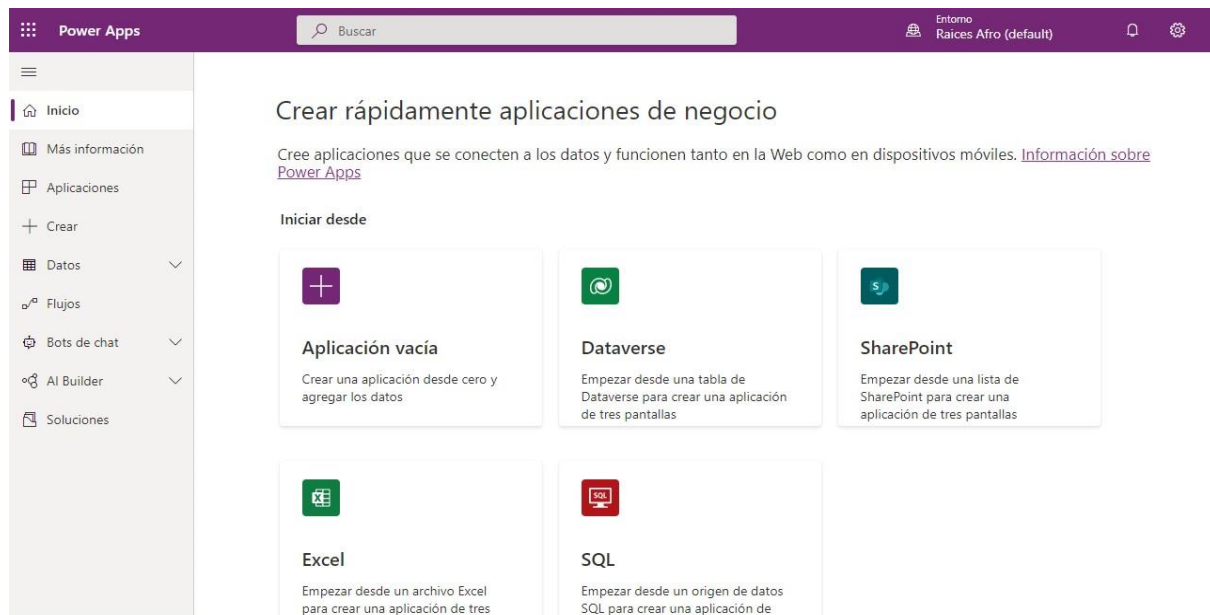 Power Apps
Buscar
Entorno
Raices Afro (default)
Inicio
Más información
Aplicaciones
Crear
Datos
Flujos
Bots de chat
AI Builder
Soluciones
Crear rápidamente aplicaciones de negocio
Cree aplicaciones que se conecten a los datos y funcionen tanto en la Web como en dispositivos móviles. Información sobre
Power Apps
Iniciar desde
Aplicación vacía
Crear una aplicación desde cero y
agregar los datos
Dataverse
Empezar desde una tabla de
Dataverse para crear una aplicación
de tres pantallas
S
SharePoint
Empezar desde una lista de
SharePoint para crear una
aplicación de tres pantallas
Excel
Empezar desde un archivo Excel
para crear una aplicación de tres
SQL
SQL
Empezar desde un origen de datos
SQL para crear una aplicación de